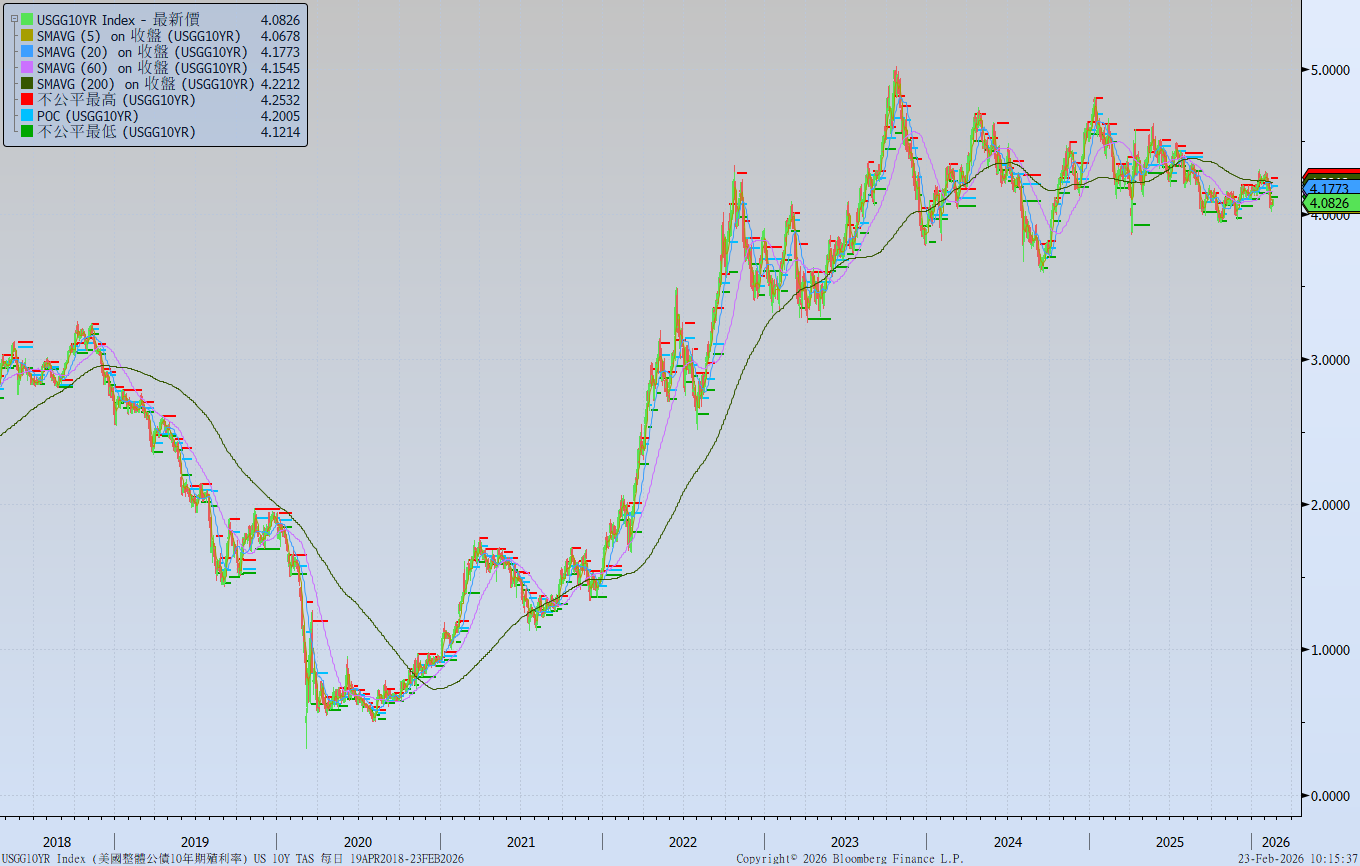 USGG10YR Index - 最新價 4.0826
SMAVG (5) on 收盤 (USGG10YR) 4.0678
SMAVG (20) on 收盤 (USGG10YR) 4.1773
SMAVG (60) on 收盤 (USGG10YR) 4.1545
SMAVG (200) on 收盤 (USGG10YR) 4.2212
不公平最高 (USGG10YR) 4.2532
POC (USGG10YR) 4.2005
不公平最低 (USGG10YR) 4.1214
5.0000
4.1773
4.0826
4.0000
3.0000
2.0000
1.0000
0.0000
2018 2019 2020 2021 2022 2023 2024 2025 2026
USGG10YR Index (美國整體公債10年期殖利率) US 10Y TAS 每日 19APR2018-23FEB2026 Copyright© 2026 Bloomberg Finance L.P. 23-Feb-2026 10:15:37